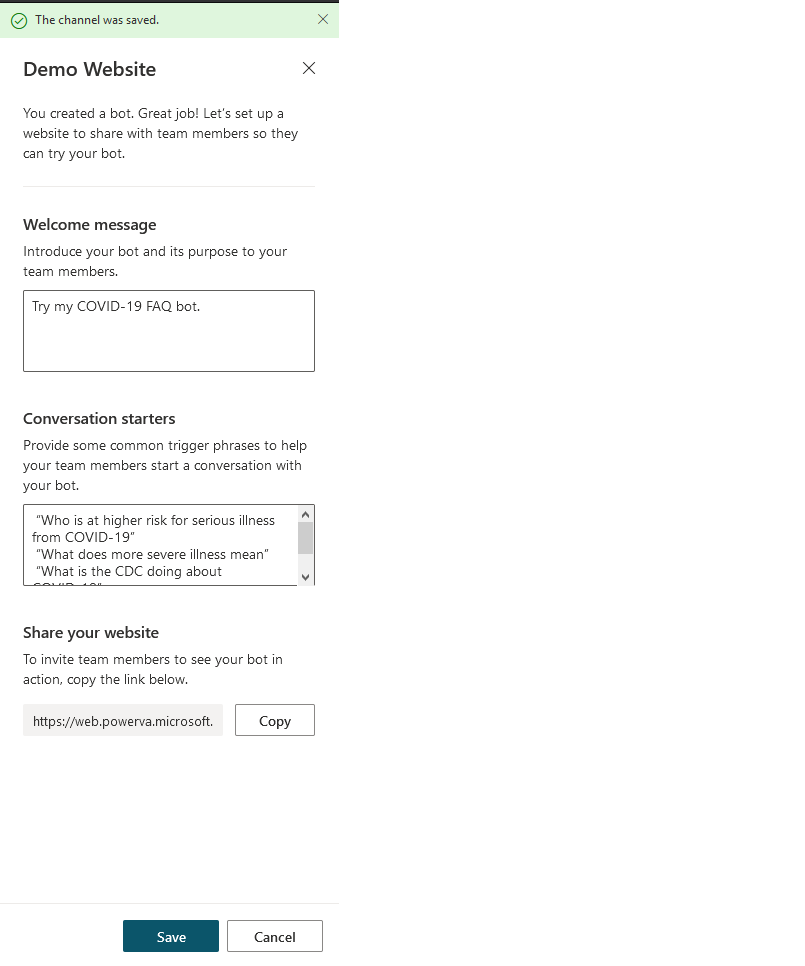 The channel was saved.
Demo Website
You created a bot. Great job! Let's set up a
website to share with team members so they
can try your bot.
Welcome message
Introduce your bot and its purpose to your
team members.
Try my COVID-19 FAQ bot.
Conversation starters
Provide some common trigger phrases to help
your team members start a conversation with
your bot.
“Who is at higher risk for serious illness
from COVID-19”
“What does more severe illness mean”
“What is the CDC doing about
COVID-19”
Share your website
To invite team members to see your bot in
action, copy the link below.
https://web.powerva.microsoft.
Copy
Save
Cancel